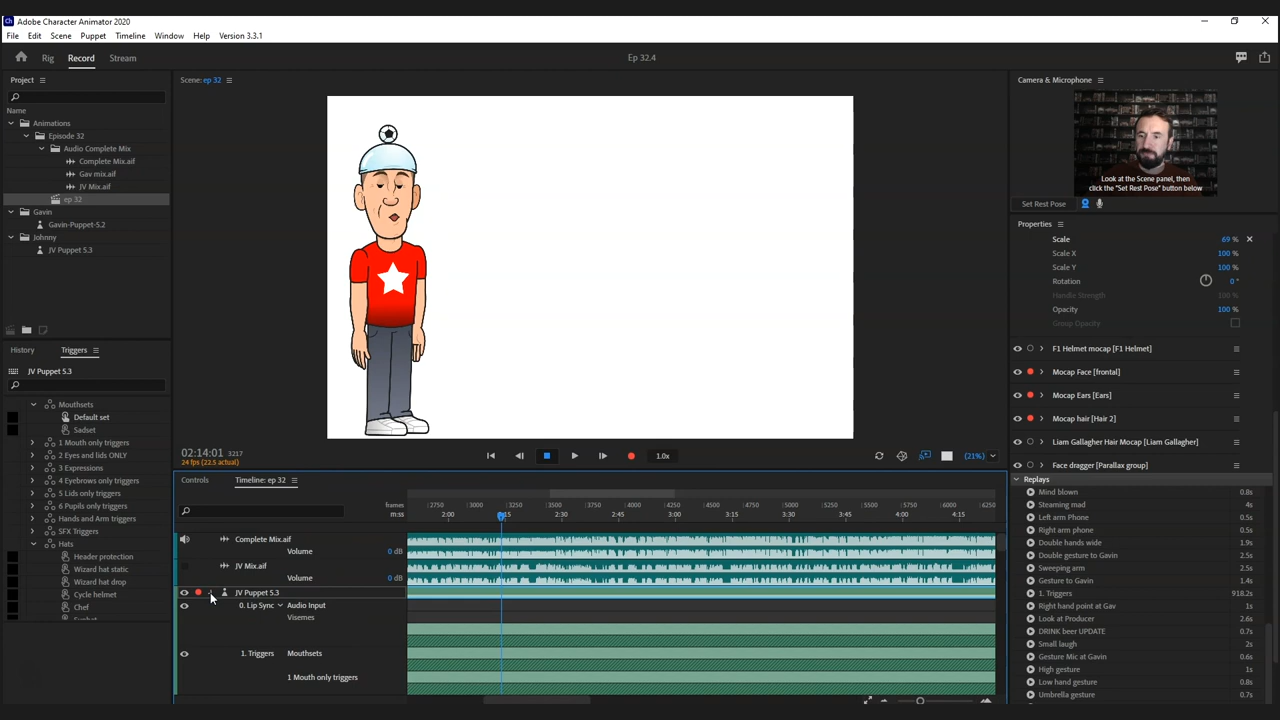 Ch Adobe Character Animator 2020
File Edit Scene Puppet Timeline Window Help Version 3.3.1
Rig Record Stream Ep 32.4
Project
Name
Animations
Episode 32
Audio Complete Mix
Complete Mix.aif
Gav mix.aif
JV Mix.aif
ep 32
Gavin
Gavin-Puppet-5.2
Johnny
JV Puppet 5.3
History Triggers
JV Puppet 5.3
Mouthsets
Default set
Sadset
1 Mouth only triggers
2 Eyes and lids ONLY
3 Expressions
4 Eyebrows only triggers
5 Lids only triggers
6 Pupils only triggers
Hands and Arm triggers
SFX Triggers
Hats
Header protection
Wizard hat static
Wizard hat drop
Cycle helmet
Chef
Scene: ep 32
02:14:01 3217
24 fps (22.5 actual)
1.0x
(21%)
Controls Timeline: ep 32
frames
m:ss
2750 3000 3250 3500 3750 4000 4250 4500 4750 5000 5250 5500 5750 6000 6250
2:00 2:15 2:30 2:45 3:00 3:15 3:30 3:45 4:00 4:15
Complete Mix.aif
Volume 0 dB
JV Mix.aif
Volume 0 dB
JV Puppet 5.3
0. Lip Sync Audio Input
Visemes
1. Triggers Mouthsets
1 Mouth only triggers
Camera & Microphone
Look at the Scene panel, then
click the "Set Rest Pose" button below
Set Rest Pose
Properties
Scale 69 %
Scale X 100 %
Scale Y 100 %
Rotation 0 °
Handle Strength 100 %
Opacity 100 %
Group Opacity
F1 Helmet mocap [F1 Helmet]
Mocap Face [frontal]
Mocap Ears [Ears]
Mocap hair [Hair 2]
Liam Gallagher Hair Mocap [Liam Gallagher]
Face dragger [Parallax group]
Replays
Mind blown 0.8s
Steaming mad 4s
Left arm Phone 0.5s
Right arm phone 0.5s
Double hands wide 1.9s
Double gesture to Gavin 2.5s
Sweeping arm 2.5s
Gesture to Gavin 1.4s
1. Triggers 918.2s
Right hand point at Gav 1s
Look at Producer 2.6s
DRINK beer UPDATE 0.7s
Small laugh 2s
Gesture Mic at Gavin 0.6s
High gesture 1s
Low hand gesture 0.8s
Umbrella gesture 0.7s